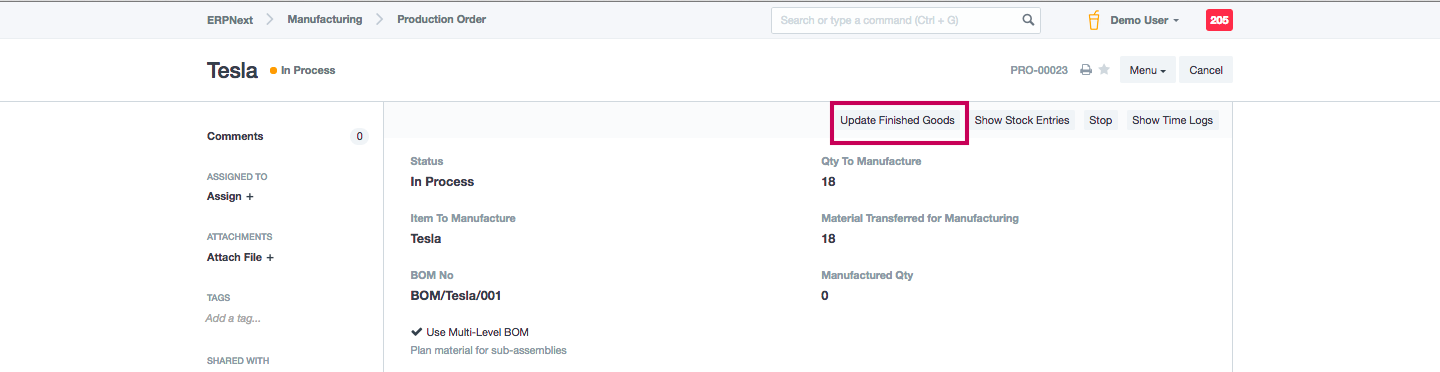 ERPNext Manufacturing Production Order Search or type a command (Ctrl + G) Demo User 205
Tesla In Process PRO-00023 Menu Cancel
Update Finished Goods Show Stock Entries Stop Show Time Logs
Comments 0
ASSIGNED TO
Assign +
ATTACHMENTS
Attach File +
TAGS
Add a tag...
SHARED WITH
Status
In Process
Item To Manufacture
Tesla
BOM No
BOM/Tesla/001
Use Multi-Level BOM
Plan material for sub-assemblies
Qty To Manufacture
18
Material Transferred for Manufacturing
18
Manufactured Qty
0